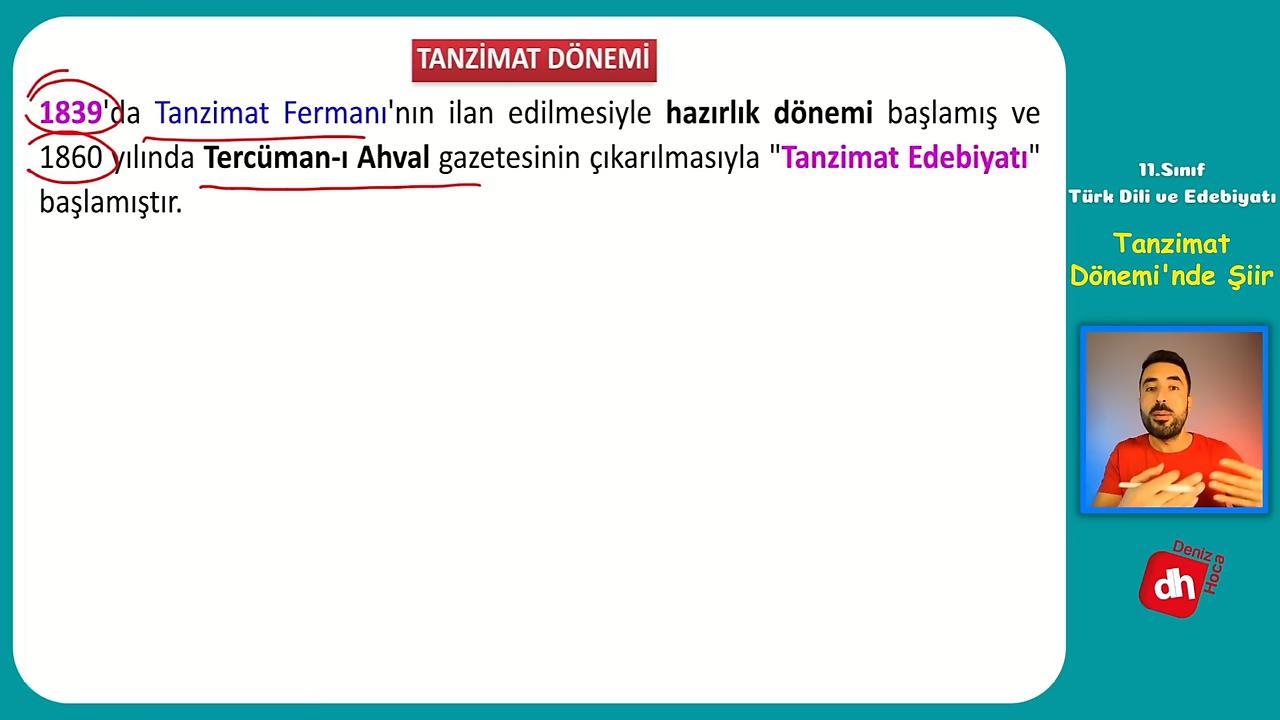 TANZİMAT DÖNEMİ
1839'da Tanzimat Fermanı'nın ilan edilmesiyle hazırlık dönemi başlamış ve
1860 yılında Tercüman-ı Ahval gazetesinin çıkarılmasıyla "Tanzimat Edebiyatı"
başlamıştır.
11.Sınıf
Türk Dili ve Edebiyatı
Tanzimat
Dönemi'nde Şiir
Deniz
Hoca
dh